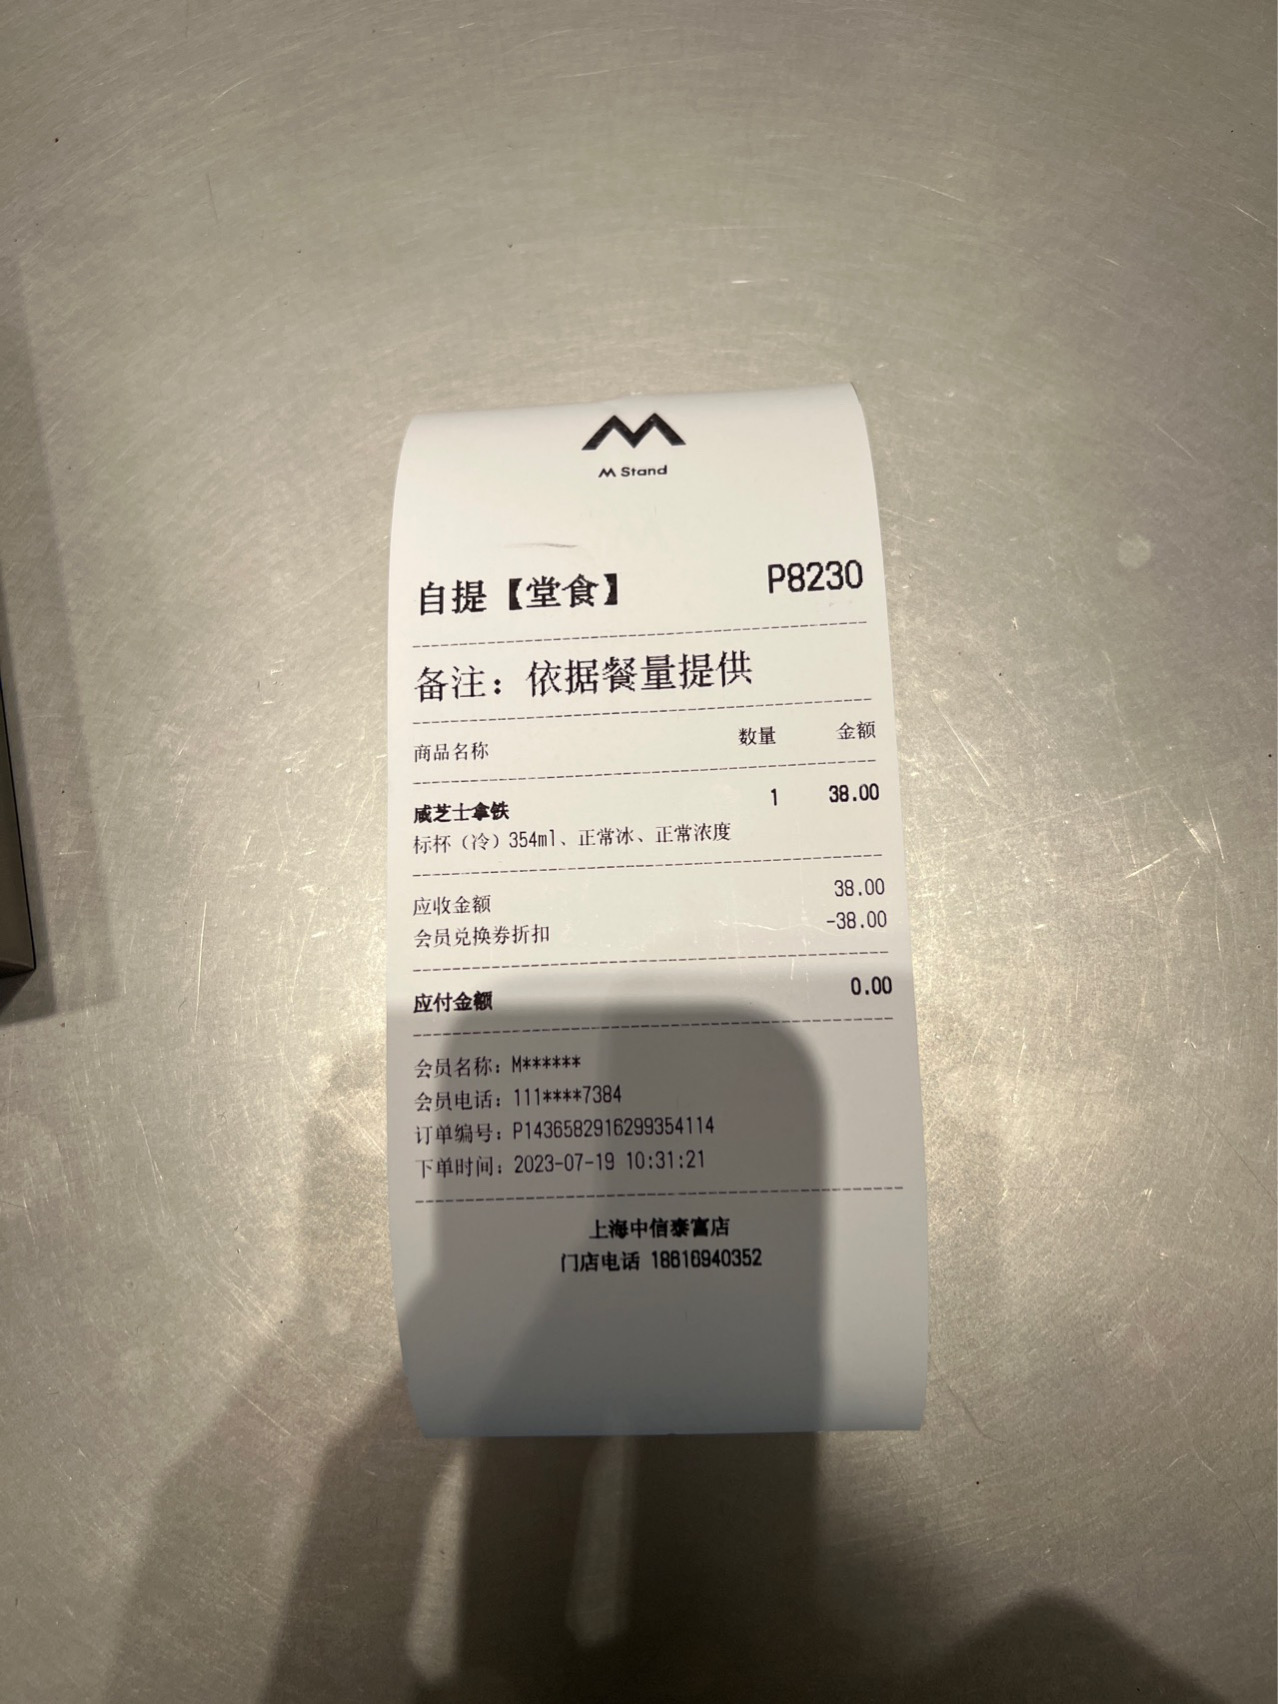 M Stand
自提【堂食】 P8230
备注：依据餐量提供
商品名称 数量 金额
咸芝士拿铁 1 38.00
标杯（冷）354ml、正常冰、正常浓度
应收金额 38.00
会员兑换券折扣 -38.00
应付金额 0.00
会员名称：M******
会员电话：111****7384
订单编号：P1436582916299354114
下单时间：2023-07-19 10:31:21
上海中信泰富店
门店电话 18616940352